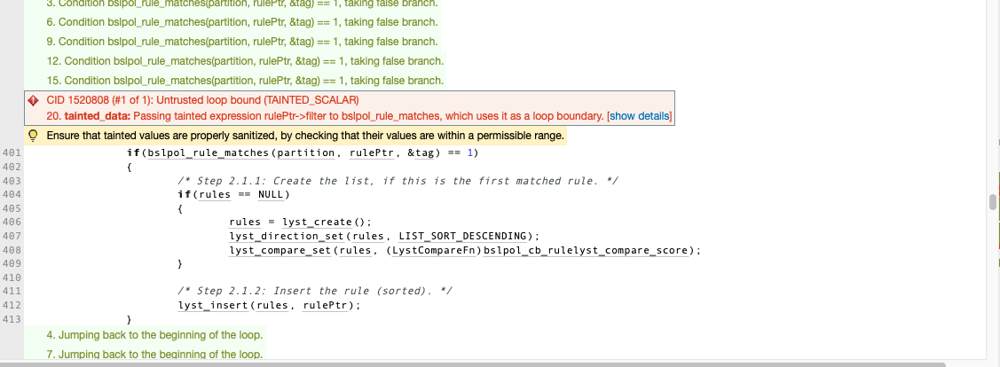 3. Condition bslpol_rule_matches(partition, rulePtr, &tag) == 1, taking false branch.
6. Condition bslpol_rule_matches(partition, rulePtr, &tag) == 1, taking false branch.
9. Condition bslpol_rule_matches(partition, rulePtr, &tag) == 1, taking false branch.
12. Condition bslpol_rule_matches(partition, rulePtr, &tag) == 1, taking false branch.
15. Condition bslpol_rule_matches(partition, rulePtr, &tag) == 1, taking false branch.
CID 1520808 (#1 of 1): Untrusted loop bound (TAINTED_SCALAR)
20. tainted_data: Passing tainted expression rulePtr->filter to bslpol_rule_matches, which uses it as a loop boundary. [show details]
Ensure that tainted values are properly sanitized, by checking that their values are within a permissible range.
401 if(bslpol_rule_matches(partition, rulePtr, &tag) == 1)
402 {
403 /* Step 2.1.1: Create the list, if this is the first matched rule. */
404 if(rules == NULL)
405 {
406 rules = lyst_create();
407 lyst_direction_set(rules, LIST_SORT_DESCENDING);
408 lyst_compare_set(rules, (LystCompareFn)bslpol_cb_rulelyst_compare_score);
409 }
410
411 /* Step 2.1.2: Insert the rule (sorted). */
412 lyst_insert(rules, rulePtr);
413 }
4. Jumping back to the beginning of the loop.
7. Jumping back to the beginning of the loop.